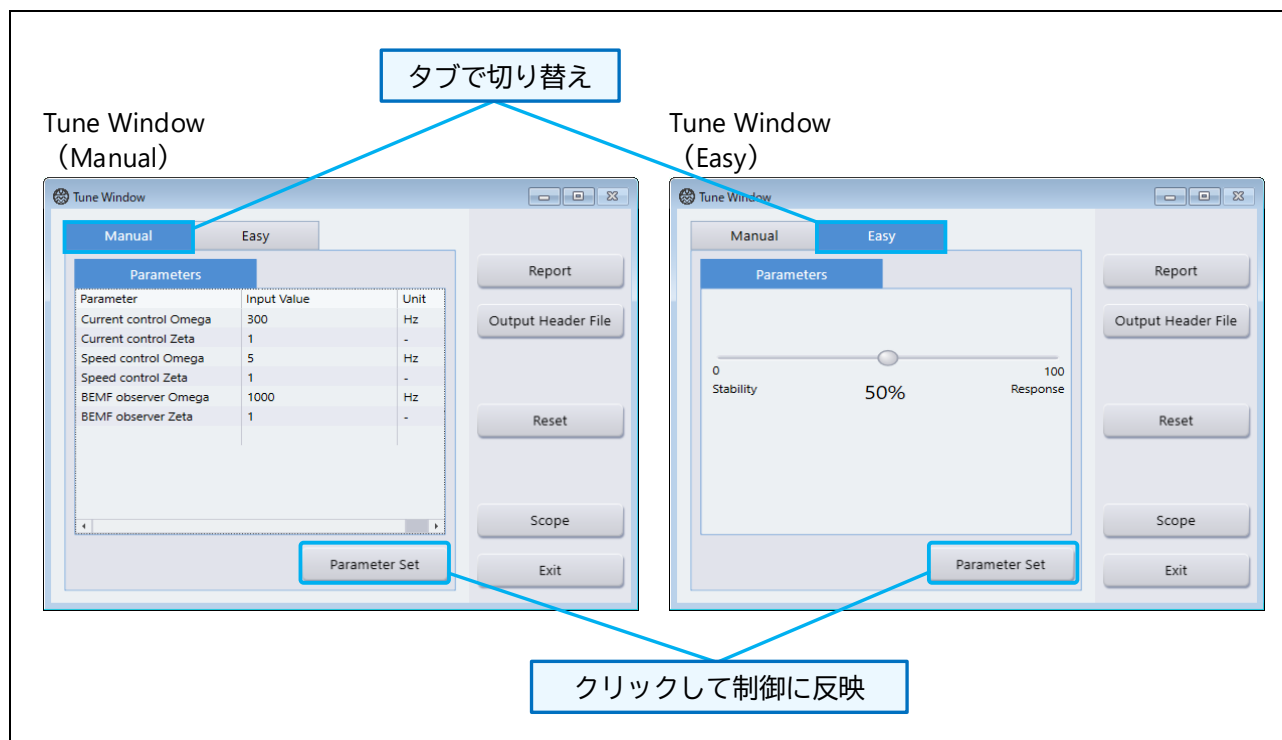 タブで切り替え
Tune Window
（Manual）
Tune Window
Manual
Easy
Parameters
Parameter Input Value Unit
Current control Omega 300 Hz
Current control Zeta 1 -
Speed control Omega 5 Hz
Speed control Zeta 1 -
BEMF observer Omega 1000 Hz
BEMF observer Zeta 1 -
Parameter Set
Report
Output Header File
Reset
Scope
Exit
Tune Window
（Easy）
Tune Window
Manual
Easy
Parameters
0 100
Stability 50% Response
Parameter Set
Report
Output Header File
Reset
Scope
Exit
クリックして制御に反映